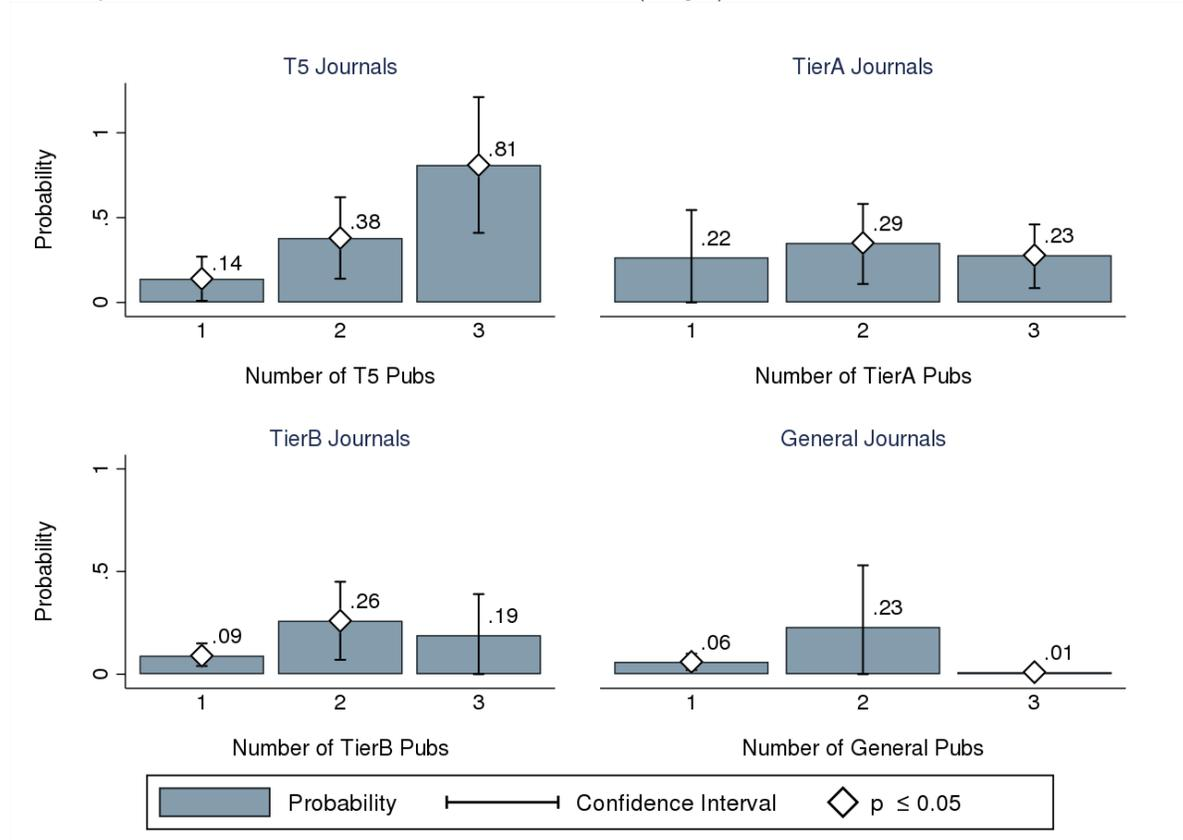 T5 Journals
TierA Journals
Probability
1
.5
0
.14
.38
.81
.22
.29
.23
1 2 3
1 2 3
Number of T5 Pubs
Number of TierA Pubs
TierB Journals
General Journals
Probability
1
.5
0
.09
.26
.19
.06
.23
.01
1 2 3
1 2 3
Number of TierB Pubs
Number of General Pubs
Probability Confidence Interval p ≤ 0.05